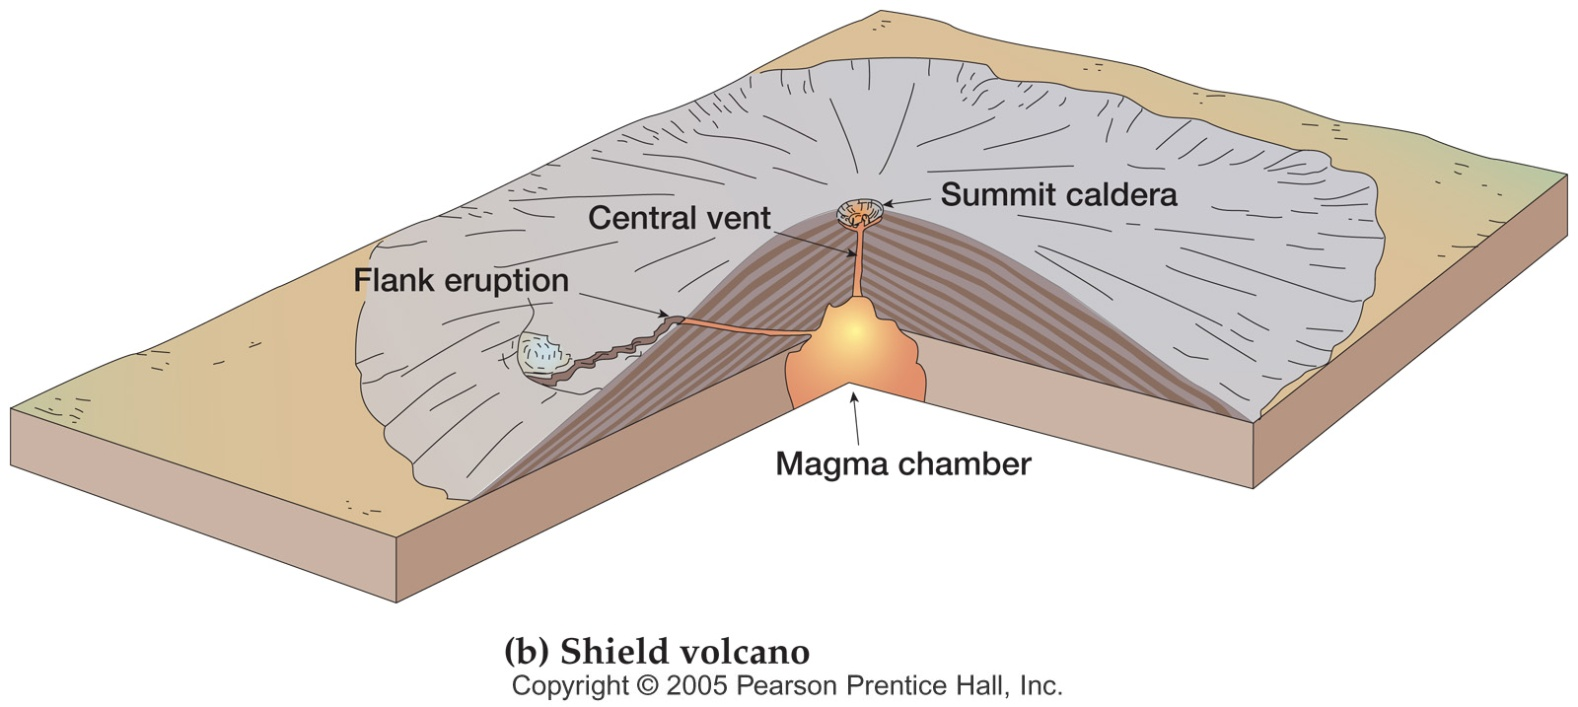 Summit caldera
Central vent
Flank eruption
Magma chamber
(b) Shield volcano
Copyright © 2005 Pearson Prentice Hall, Inc.